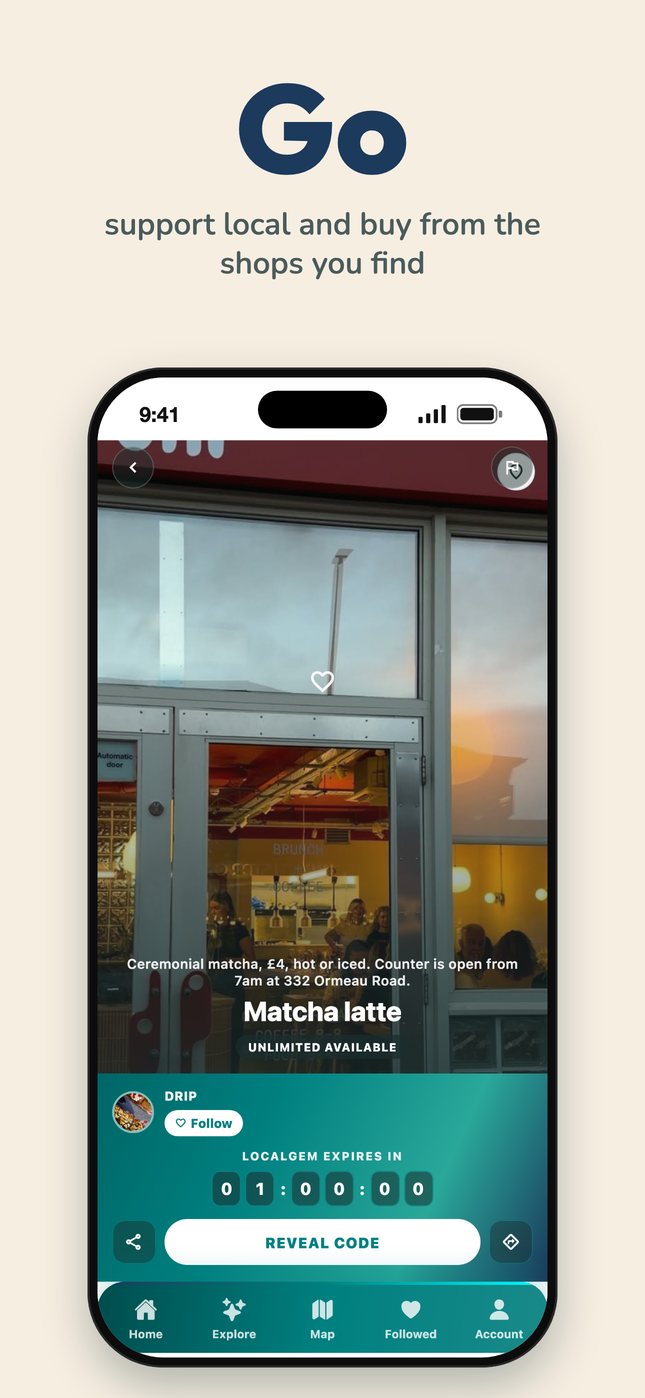 Go
support local and buy from the
shops you find
9:41
Automatic
door
BRUNCH
COFFEE
Ceremonial matcha, £4, hot or iced. Counter is open from
7am at 332 Ormeau Road.
Matcha latte
UNLIMITED AVAILABLE
DRIP
Follow
LOCALGEM EXPIRES IN
0 1 : 0 0 : 0 0
REVEAL CODE
Home Explore Map Followed Account